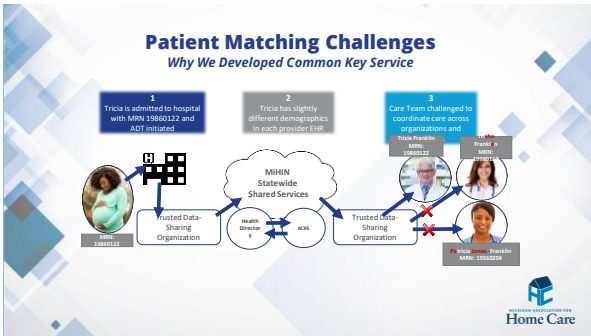 Patient Matching Challenges
Why We Developed Common Key Service
1
Tricia is admitted to hospital
with MRN 19860122 and
ADT initiated
2
Tricia has slightly
different demographics
in each provider EHR
3
Care Team challenged to
coordinate care across
organizations and
Tricia Franklin
MRN:
19860122
Franklin
MRN:
H
MiHIN
Statewide
Shared Services
MRN:
19860122
Trusted Data-
Sharing
Organization
Health
Director
y
ACRS
Trusted Data-
Sharing
Organization
Patricia Jones- Franklin
MRN: 19360204
MICHIGAN ASSOCIATION FOR
Home Care